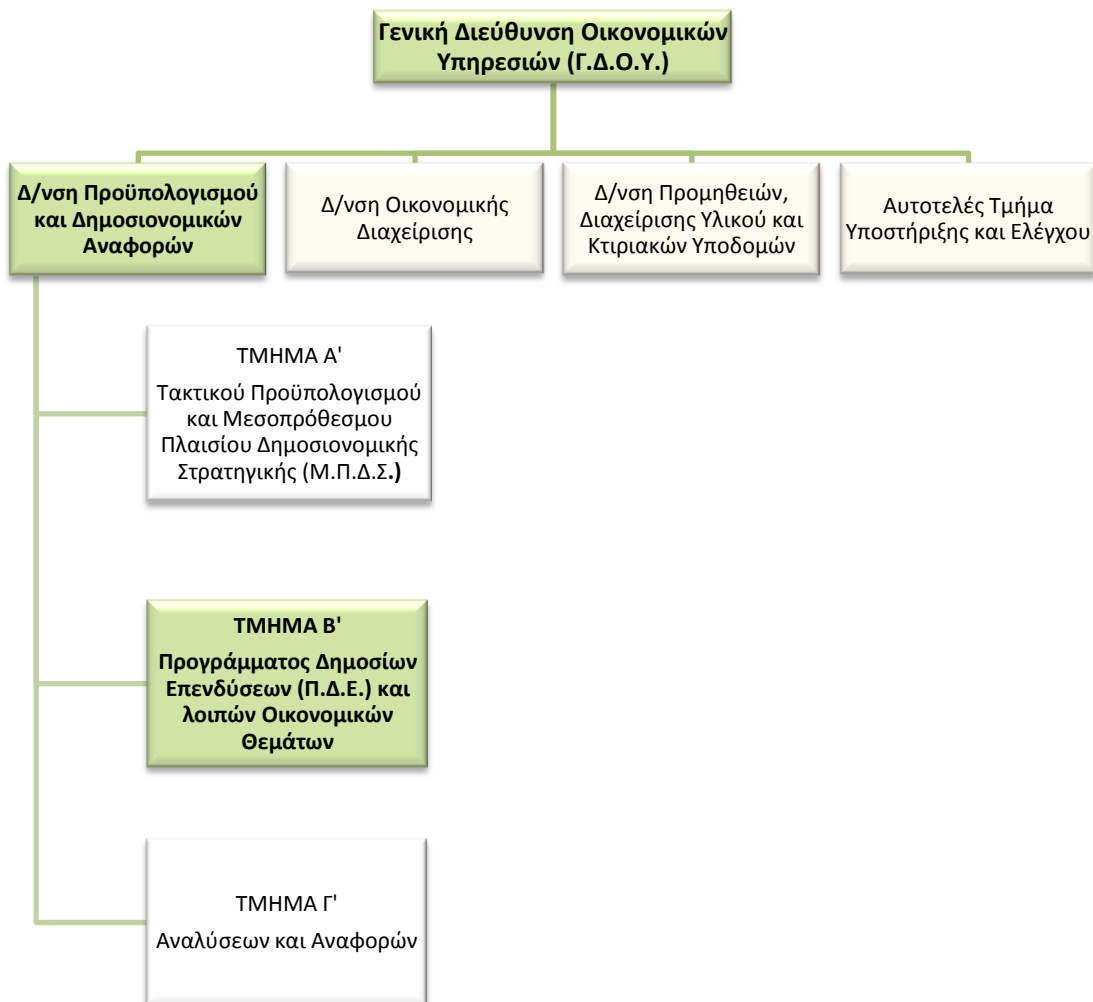 Γενική Διεύθυνση Οικονομικών
Υπηρεσιών (Γ.Δ.Ο.Υ.)
Δ/νση Προϋπολογισμού
και Δημοσιονομικών
Αναφορών
Δ/νση Οικονομικής
Διαχείρισης
Δ/νση Προμηθειών,
Διαχείρισης Υλικού και
Κτιριακών Υποδομών
Αυτοτελές Τμήμα
Υποστήριξης και Ελέγχου
ΤΜΗΜΑ Α'
Τακτικού Προϋπολογισμού
και Μεσοπρόθεσμου
Πλαισίου Δημοσιονομικής
Στρατηγικής (Μ.Π.Δ.Σ.)
ΤΜΗΜΑ Β'
Προγράμματος Δημοσίων
Επενδύσεων (Π.Δ.Ε.) και
λοιπών Οικονομικών
Θεμάτων
ΤΜΗΜΑ Γ'
Αναλύσεων και Αναφορών